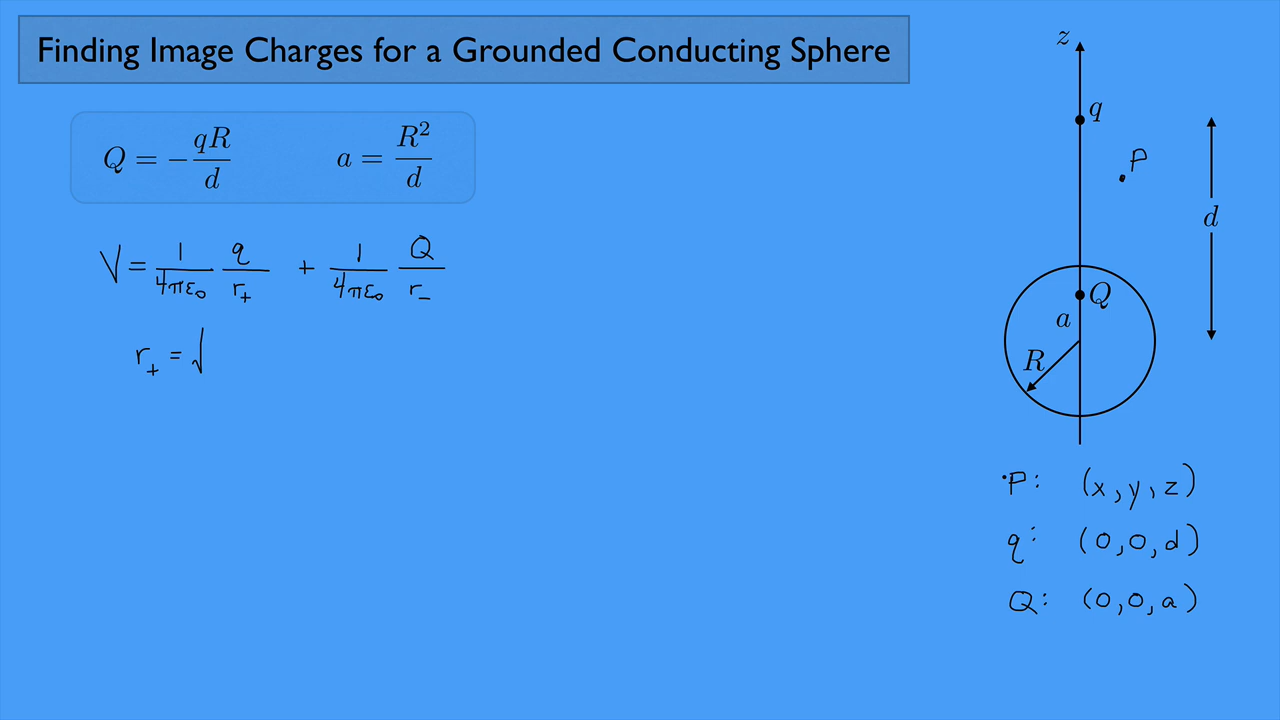 Finding Image Charges for a Grounded Conducting Sphere
Q = −qR/d    a = R²/d
V = 1/4πε₀ q/r₊ + 1/4πε₀ Q/r₋
r₊ = √
z
q
P
d
Q
a
R
P: (x, y, z)
q: (0, 0, d)
Q: (0, 0, a)